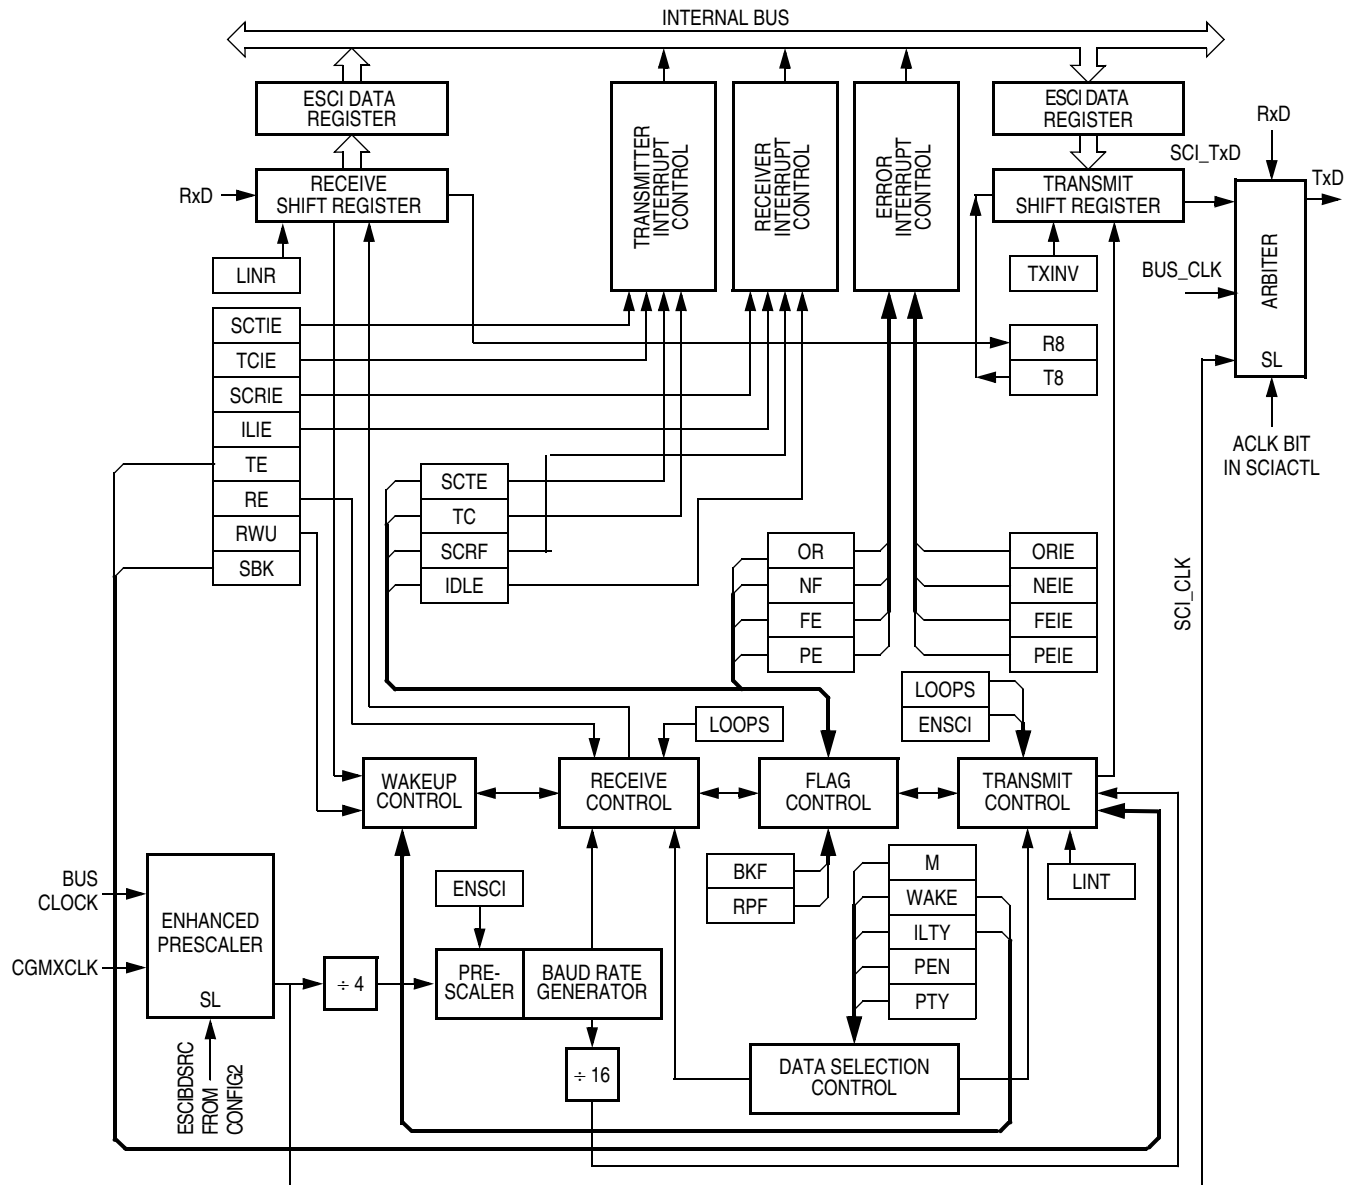 INTERNAL BUS
ESCI DATA
REGISTER
RECEIVE
SHIFT REGISTER
RxD
LINR
TRANSMITTER
INTERRUPT
CONTROL
RECEIVER
INTERRUPT
CONTROL
ERROR
INTERRUPT
CONTROL
ESCI DATA
REGISTER
TRANSMIT
SHIFT REGISTER
TXINV
SCI_TxD
RxD
TxD
BUS_CLK
ARBITER
SL
ACLK BIT
IN SCIACTL
R8
T8
SCTIE
TCIE
SCRIE
ILIE
TE
RE
RWU
SBK
SCTE
TC
SCRF
IDLE
OR
NF
FE
PE
ORIE
NEIE
FEIE
PEIE
SCI_CLK
LOOPS
ENSCI
LOOPS
WAKEUP
CONTROL
RECEIVE
CONTROL
FLAG
CONTROL
TRANSMIT
CONTROL
BKF
RPF
M
WAKE
ILTY
PEN
PTY
LINT
BUS
CLOCK
CGMXCLK
ENHANCED
PRESCALER
SL
ESCIBDSRC
FROM
CONFIG2
÷ 4
ENSCI
PRE-
SCALER
BAUD RATE
GENERATOR
÷ 16
DATA SELECTION
CONTROL